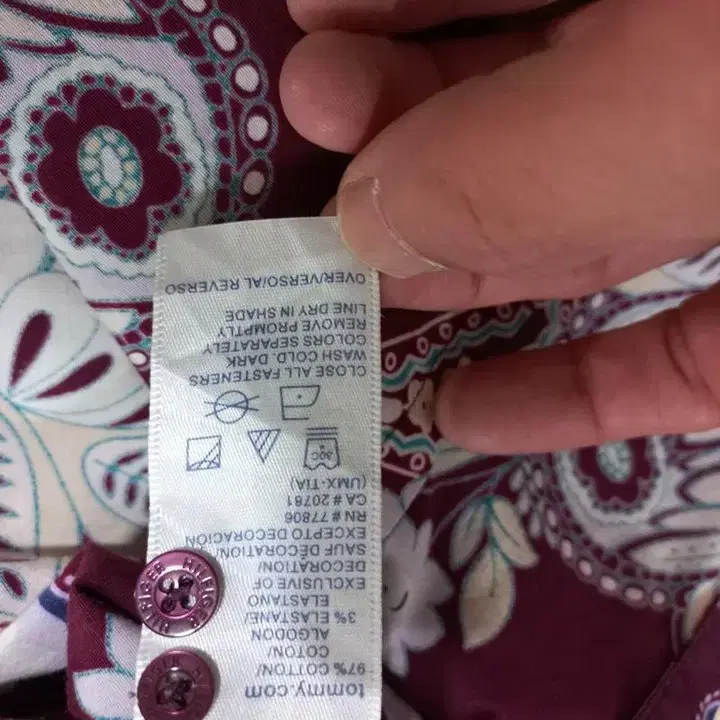 tommy.com
97% COTTON/
COTON/
ALGODON
3% ELASTANE/
ELASTANO
EXCLUSIVE OF
DECORATION/
SAUF DÉCORATION/
EXCEPTO DECORACION
RN # 77806
CA # 20781
(UMX-TIA)
30C
CLOSE ALL FASTENERS
WASH COLD. DARK
COLORS SEPARATELY
REMOVE PROMPTLY
LINE DRY IN SHADE
OVER/VERSO/AL REVERSO
HILFIGER HILFIGER